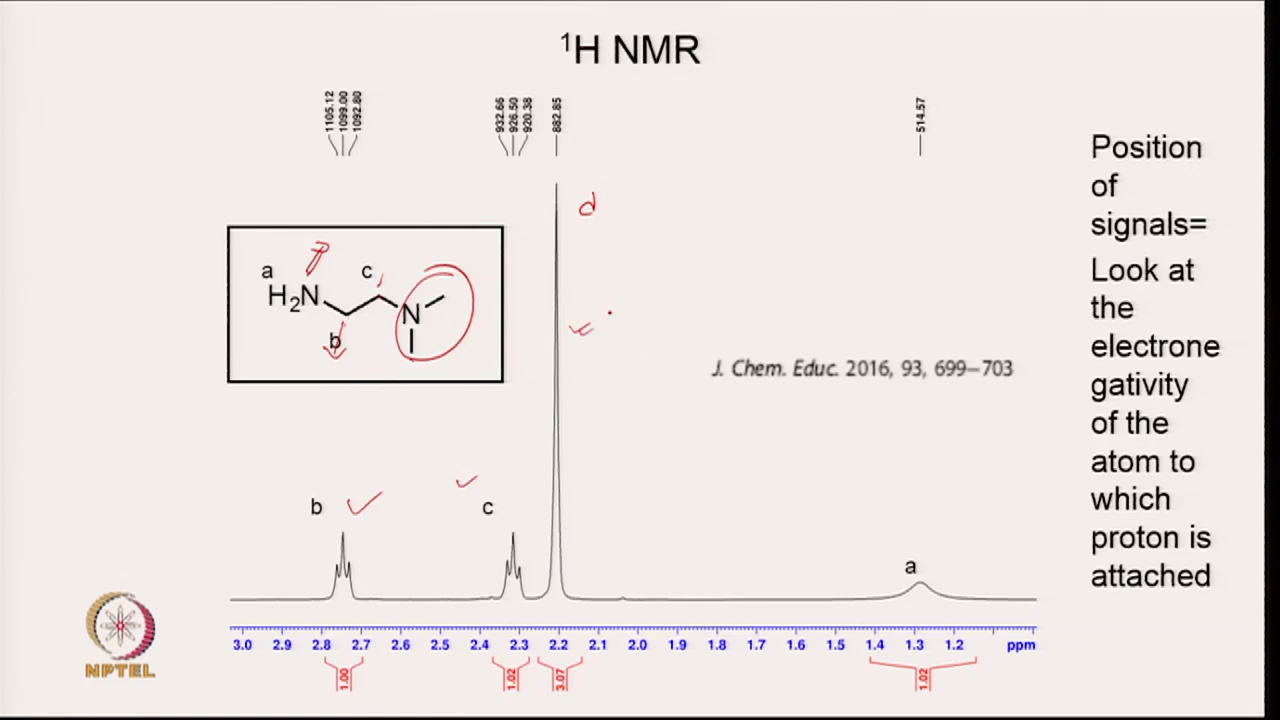 ¹H NMR
1105.12
1099.00
1092.80
932.66
926.50
920.38
882.85
514.57
Position
of
signals=
Look at
the
electrone
gativity
of the
atom to
which
proton is
attached
d
a
c
H₂N
N
b
J. Chem. Educ. 2016, 93, 699–703
b
c
a
3.0 2.9 2.8 2.7 2.6 2.5 2.4 2.3 2.2 2.1 2.0 1.9 1.8 1.7 1.6 1.5 1.4 1.3 1.2 ppm
1.00
1.02
3.07
1.02
NPTEL